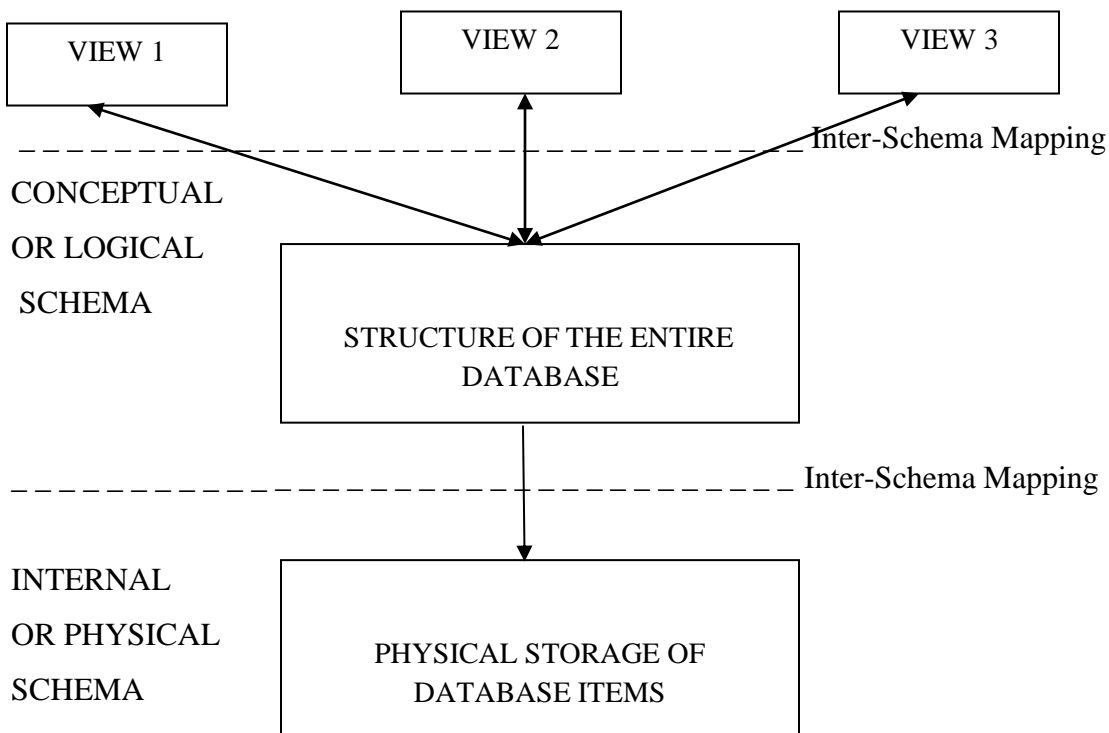 VIEW 1
VIEW 2
VIEW 3
Inter-Schema Mapping
CONCEPTUAL
OR LOGICAL
SCHEMA
STRUCTURE OF THE ENTIRE
DATABASE
Inter-Schema Mapping
INTERNAL
OR PHYSICAL
SCHEMA
PHYSICAL STORAGE OF
DATABASE ITEMS